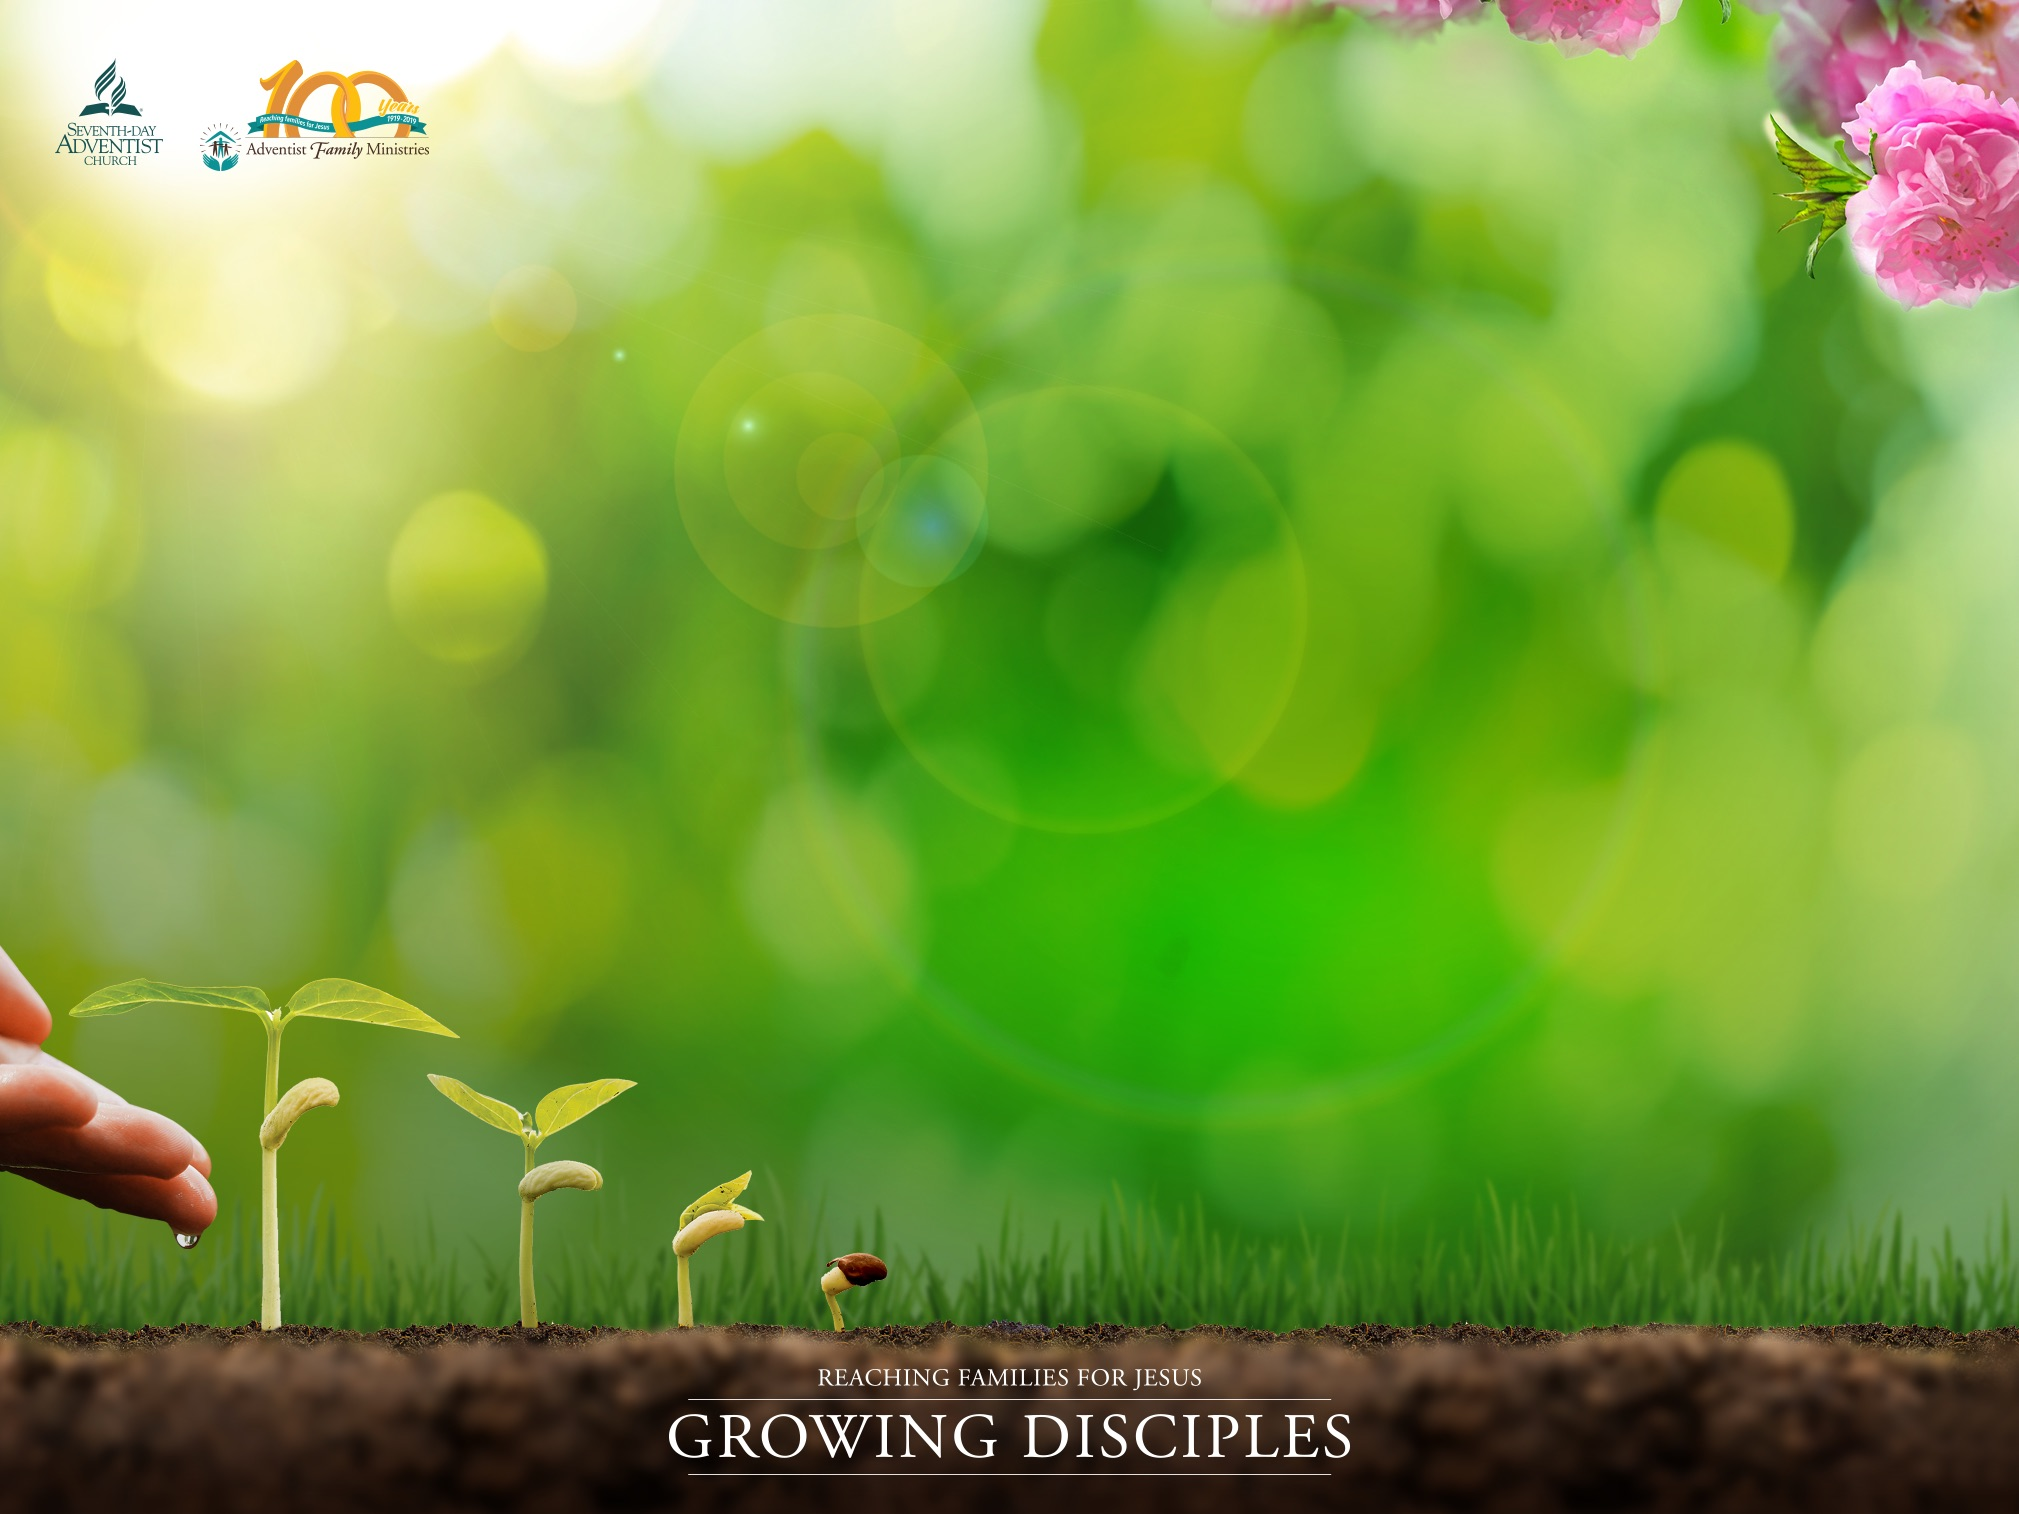 SEVENTH-DAY
ADVENTIST
CHURCH
100 Years
Reaching families for Jesus 1919-2019
Adventist Family Ministries
REACHING FAMILIES FOR JESUS
GROWING DISCIPLES